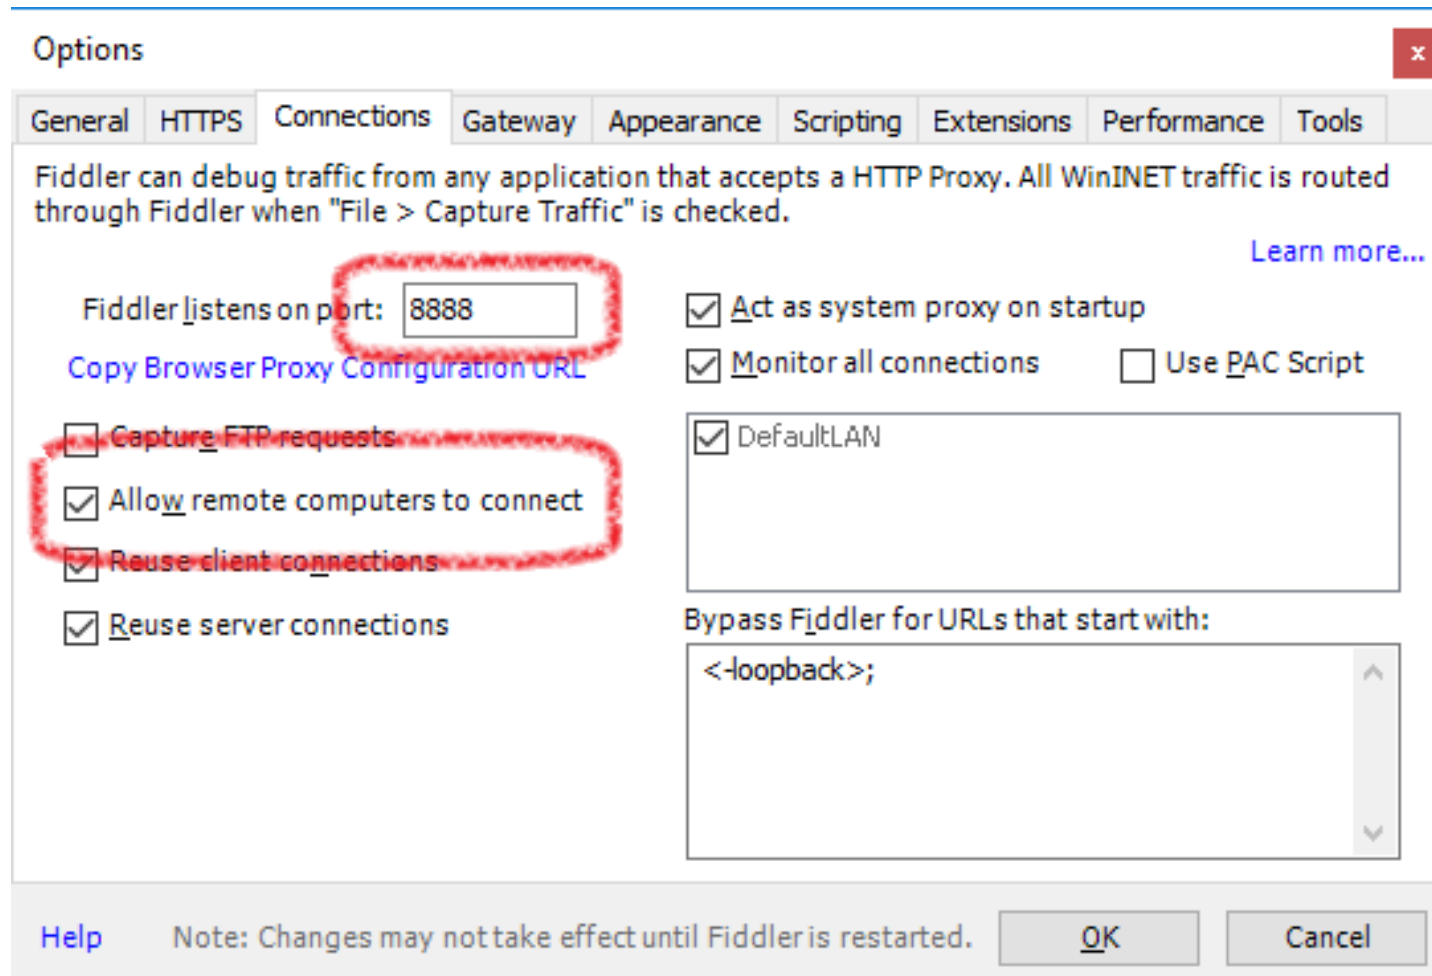 Options
x
General HTTPS Connections Gateway Appearance Scripting Extensions Performance Tools
Fiddler can debug traffic from any application that accepts a HTTP Proxy. All WinINET traffic is routed
through Fiddler when "File > Capture Traffic" is checked.
Learn more...
Fiddler listens on port: 8888
Copy Browser Proxy Configuration URL
Capture FTP requests
Allow remote computers to connect
Reuse client connections
Reuse server connections
Act as system proxy on startup
Monitor all connections Use PAC Script
DefaultLAN
Bypass Fiddler for URLs that start with:
<-loopback>;
Help Note: Changes may not take effect until Fiddler is restarted. OK Cancel